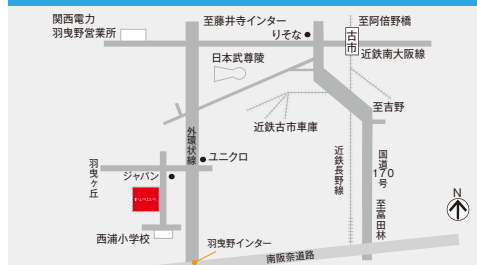 関西電力
羽曳野営業所
至藤井寺インター
至阿倍野橋
りそな
古市
近鉄南大阪線
日本武尊陵
至吉野
近鉄古市車庫
外環状線
ユニクロ
羽曳ヶ丘
ジャパン
近鉄長野線
国道170号
至富田林
N
西浦小学校
羽曳野インター
南阪奈道路